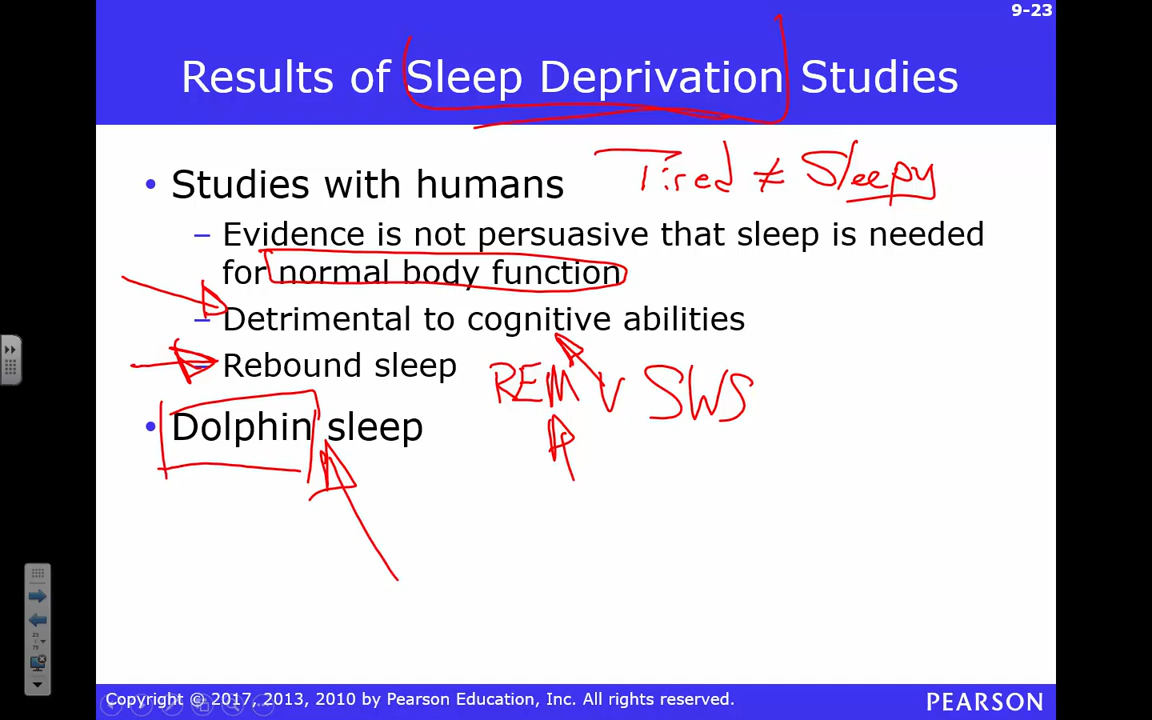 9-23
Results of Sleep Deprivation Studies
Tired ≠ Sleepy
• Studies with humans
– Evidence is not persuasive that sleep is needed
for normal body function
– Detrimental to cognitive abilities
– Rebound sleep
REM v SWS
• Dolphin sleep
Copyright © 2017, 2013, 2010 by Pearson Education, Inc. All rights reserved.
PEARSON